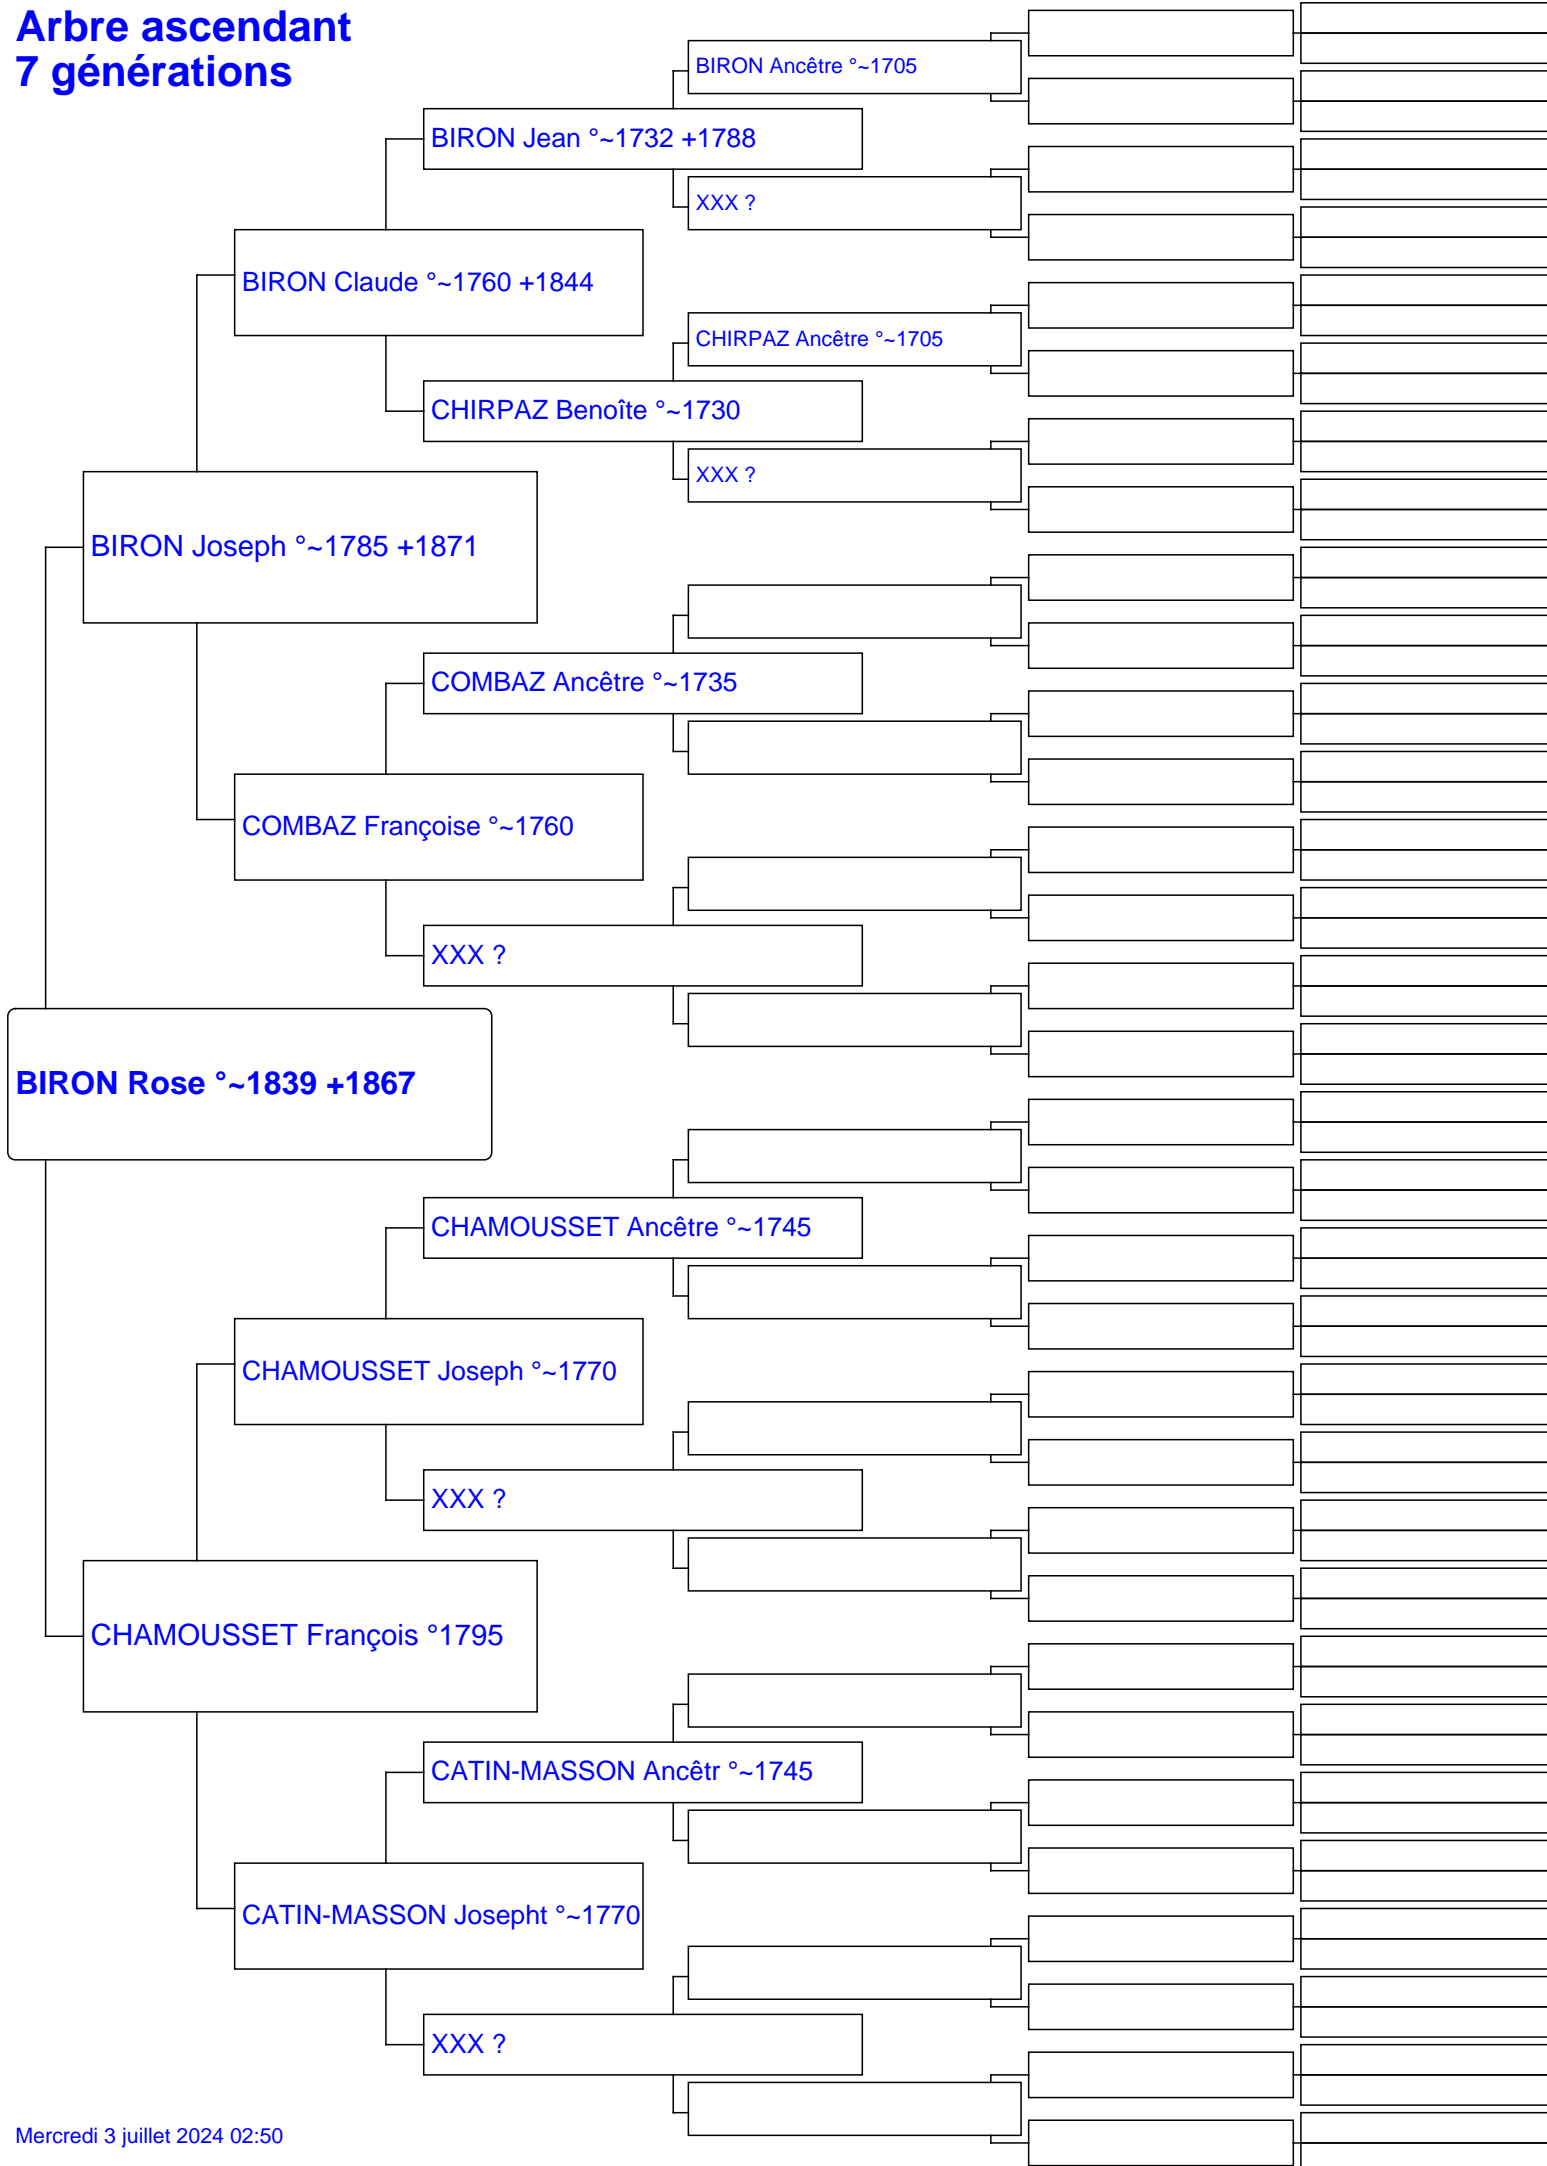 Arbre ascendant
7 générations
BIRON Ancêtre °~1705
BIRON Jean °~1732 +1788
XXX ?
BIRON Claude °~1760 +1844
CHIRPAZ Ancêtre °~1705
CHIRPAZ Benoîte °~1730
XXX ?
BIRON Joseph °~1785 +1871
COMBAZ Ancêtre °~1735
COMBAZ Françoise °~1760
XXX ?
BIRON Rose °~1839 +1867
CHAMOUSSET Ancêtre °~1745
CHAMOUSSET Joseph °~1770
XXX ?
CHAMOUSSET François °1795
CATIN-MASSON Ancêtr °~1745
CATIN-MASSON Josepht °~1770
XXX ?
Mercredi 3 juillet 2024 02:50